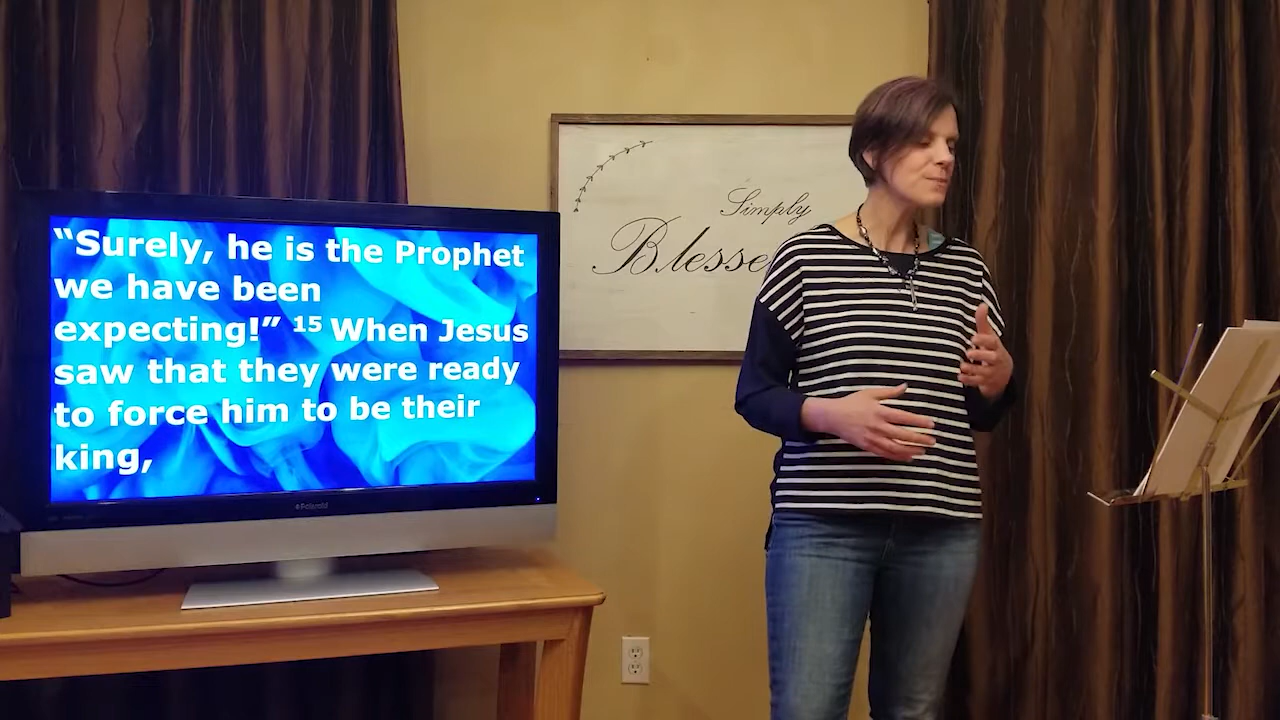 “Surely, he is the Prophet
we have been
expecting!” 15 When Jesus
saw that they were ready
to force him to be their
king,
Polaroid
Simply
Blesse